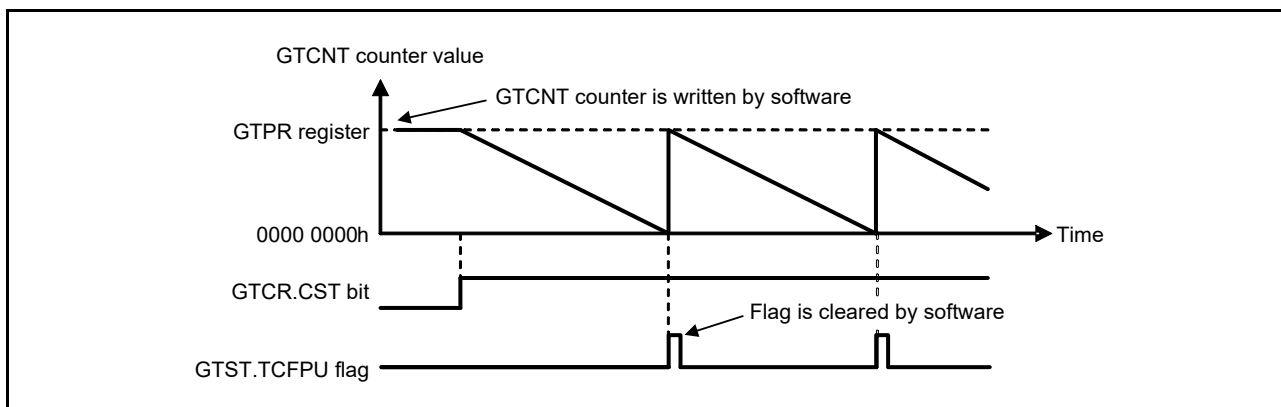 GTCNT counter value
GTCNT counter is written by software
GTPR register
0000 0000h
Time
GTCR.CST bit
Flag is cleared by software
GTST.TCFPU flag